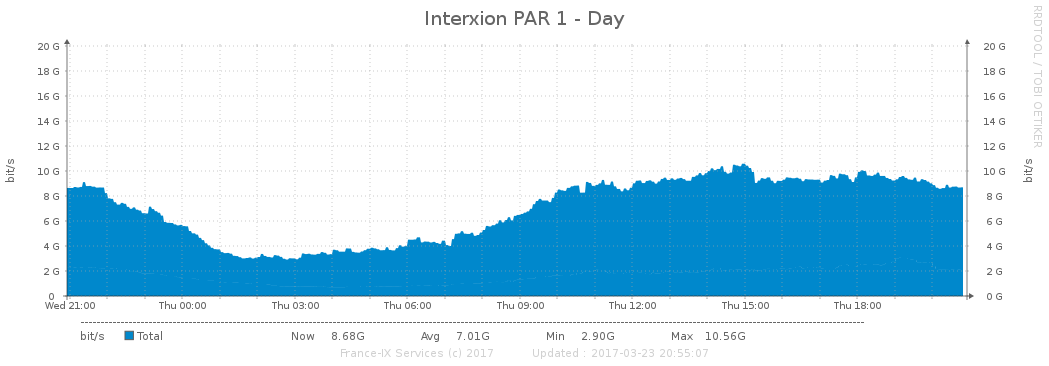 Interxion PAR 1 - Day
RRDTOOL / TOBI OETIKER
20 G 20 G
18 G 18 G
16 G 16 G
14 G 14 G
12 G 12 G
10 G 10 G
8 G 8 G
6 G 6 G
4 G 4 G
2 G 2 G
0 0 G
bit/s bit/s
Wed 21:00 Thu 00:00 Thu 03:00 Thu 06:00 Thu 09:00 Thu 12:00 Thu 15:00 Thu 18:00
bit/s Total Now 8.68G Avg 7.01G Min 2.90G Max 10.56G
France-IX Services (c) 2017 Updated : 2017-03-23 20:55:07